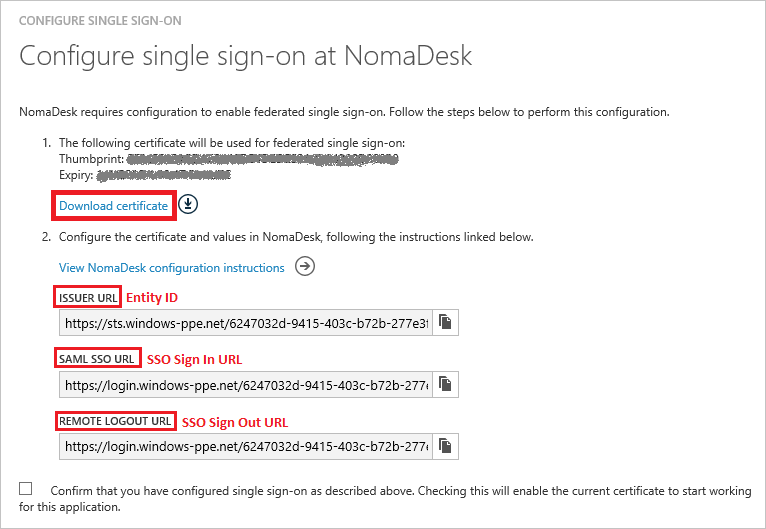 CONFIGURE SINGLE SIGN-ON
Configure single sign-on at NomaDesk
NomaDesk requires configuration to enable federated single sign-on. Follow the steps below to perform this configuration.
1. The following certificate will be used for federated single sign-on:
Thumbprint:
Expiry:
Download certificate
2. Configure the certificate and values in NomaDesk, following the instructions linked below.
View NomaDesk configuration instructions
ISSUER URL Entity ID
https://sts.windows-ppe.net/6247032d-9415-403c-b72b-277e3f
SAML SSO URL SSO Sign In URL
https://login.windows-ppe.net/6247032d-9415-403c-b72b-277e
REMOTE LOGOUT URL SSO Sign Out URL
https://login.windows-ppe.net/6247032d-9415-403c-b72b-277e
Confirm that you have configured single sign-on as described above. Checking this will enable the current certificate to start working
for this application.